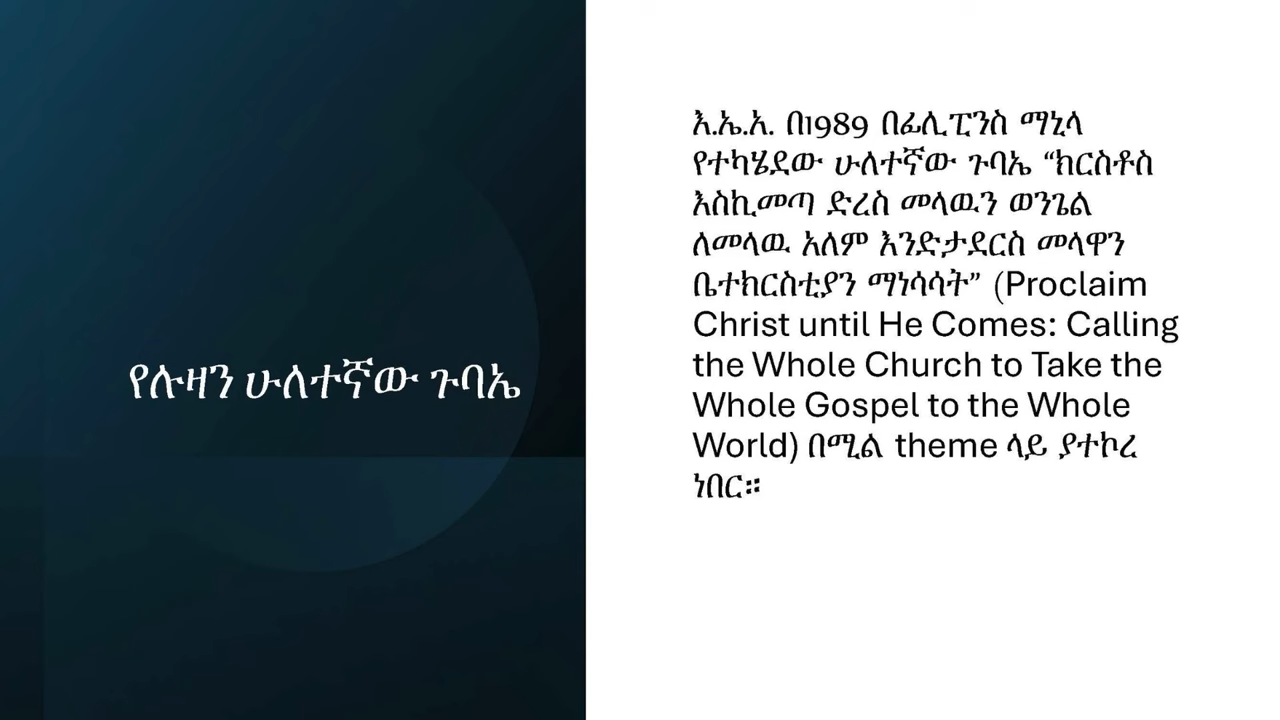 የሉዛን ሁለተኛው ጉባኤ
እ.ኤ.አ. በ1989 በፊሊፒንስ ማኒላ
የተካሄደው ሁለተኛው ጉባኤ “ክርስቶስ
እስኪመጣ ድረስ መላዉን ወንጌል
ለመላዉ አለም እንድታደርስ መላዋን
ቤተክርስቲያን ማነሳሳት” (Proclaim
Christ until He Comes: Calling
the Whole Church to Take the
Whole Gospel to the Whole
World) በሚል theme ላይ ያተኮረ
ነበር።